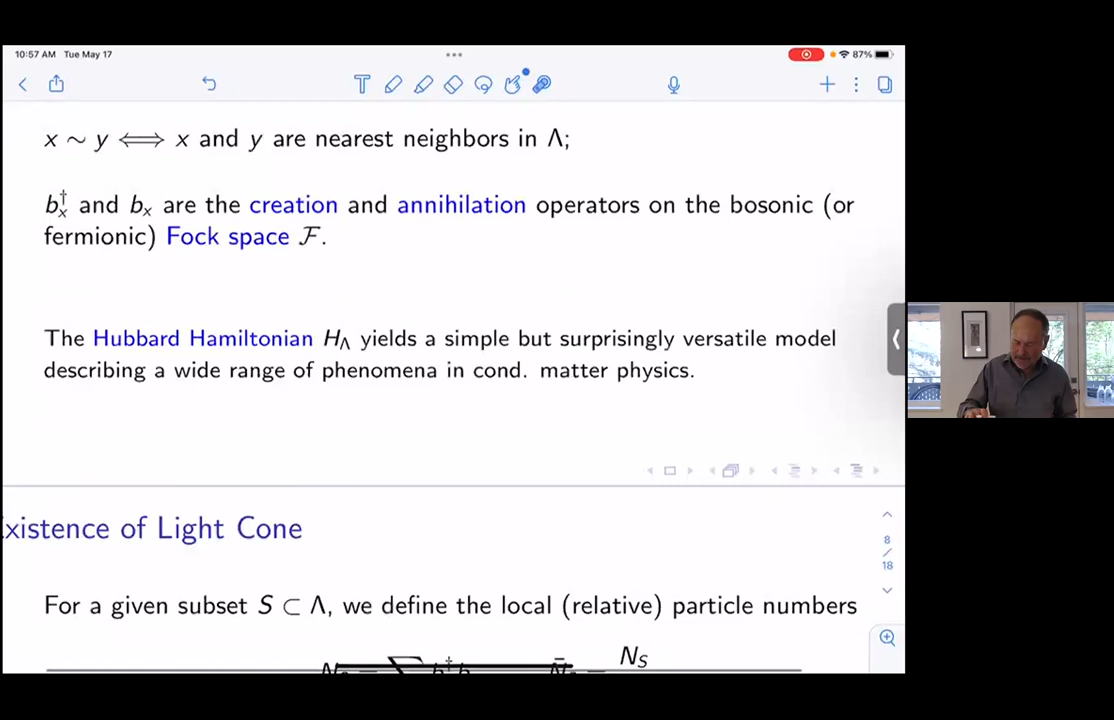 10:57 AM Tue May 17
87%
x ∼ y ⟺ x and y are nearest neighbors in Λ;
b†ₓ and bₓ are the creation and annihilation operators on the bosonic (or
fermionic) Fock space ℱ.
The Hubbard Hamiltonian H_Λ yields a simple but surprisingly versatile model
describing a wide range of phenomena in cond. matter physics.
xistence of Light Cone
8
/
18
For a given subset S ⊂ Λ, we define the local (relative) particle numbers
N_S